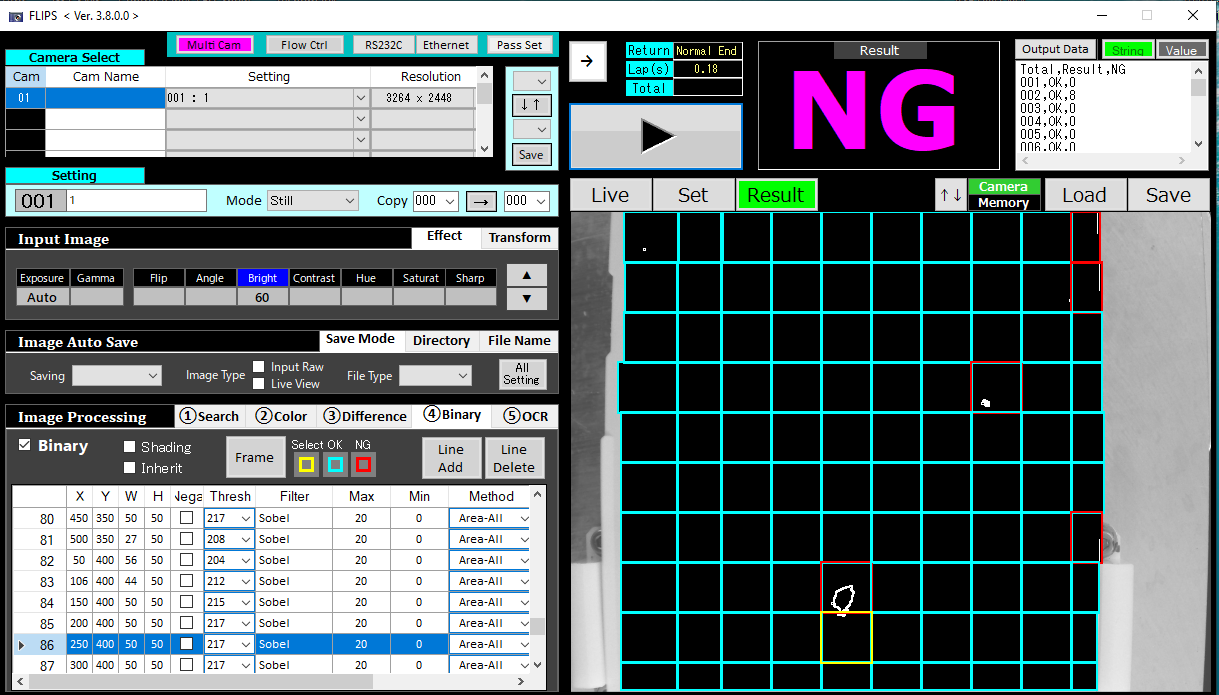 FLIPS < Ver. 3.8.0.0 >
Multi Cam Flow Ctrl RS232C Ethernet Pass Set
Camera Select
Cam Cam Name Setting Resolution
01 001 : 1 3264 × 2448
↓↑
Save
Setting
001 1 Mode Still Copy 000 → 000
Input Image Effect Transform
Exposure Gamma Flip Angle Bright Contrast Hue Saturat Sharp
Auto 60
▲
▼
Image Auto Save Save Mode Directory File Name
Saving Image Type Input Raw File Type All Setting
Live View
Image Processing ①Search ②Color ③Difference ④Binary ⑤OCR
Binary Shading Frame Select OK NG Line Add Line Delete
Inherit
X Y W H Nega Thresh Filter Max Min Method
80 450 350 50 50 217 Sobel 20 0 Area-All
81 500 350 27 50 208 Sobel 20 0 Area-All
82 50 400 56 50 204 Sobel 20 0 Area-All
83 106 400 44 50 212 Sobel 20 0 Area-All
84 150 400 50 50 215 Sobel 20 0 Area-All
85 200 400 50 50 217 Sobel 20 0 Area-All
86 250 400 50 50 217 Sobel 20 0 Area-All
87 300 400 50 50 217 Sobel 20 0 Area-All
→
Return Normal End
Lap(s) 0.18
Total
Result
NG
Output Data String Value
Total,Result,NG
001,OK,0
002,OK,8
003,OK,0
004,OK,0
005,OK,0
006,OK,0
Live Set Result ↑↓ Camera Memory Load Save